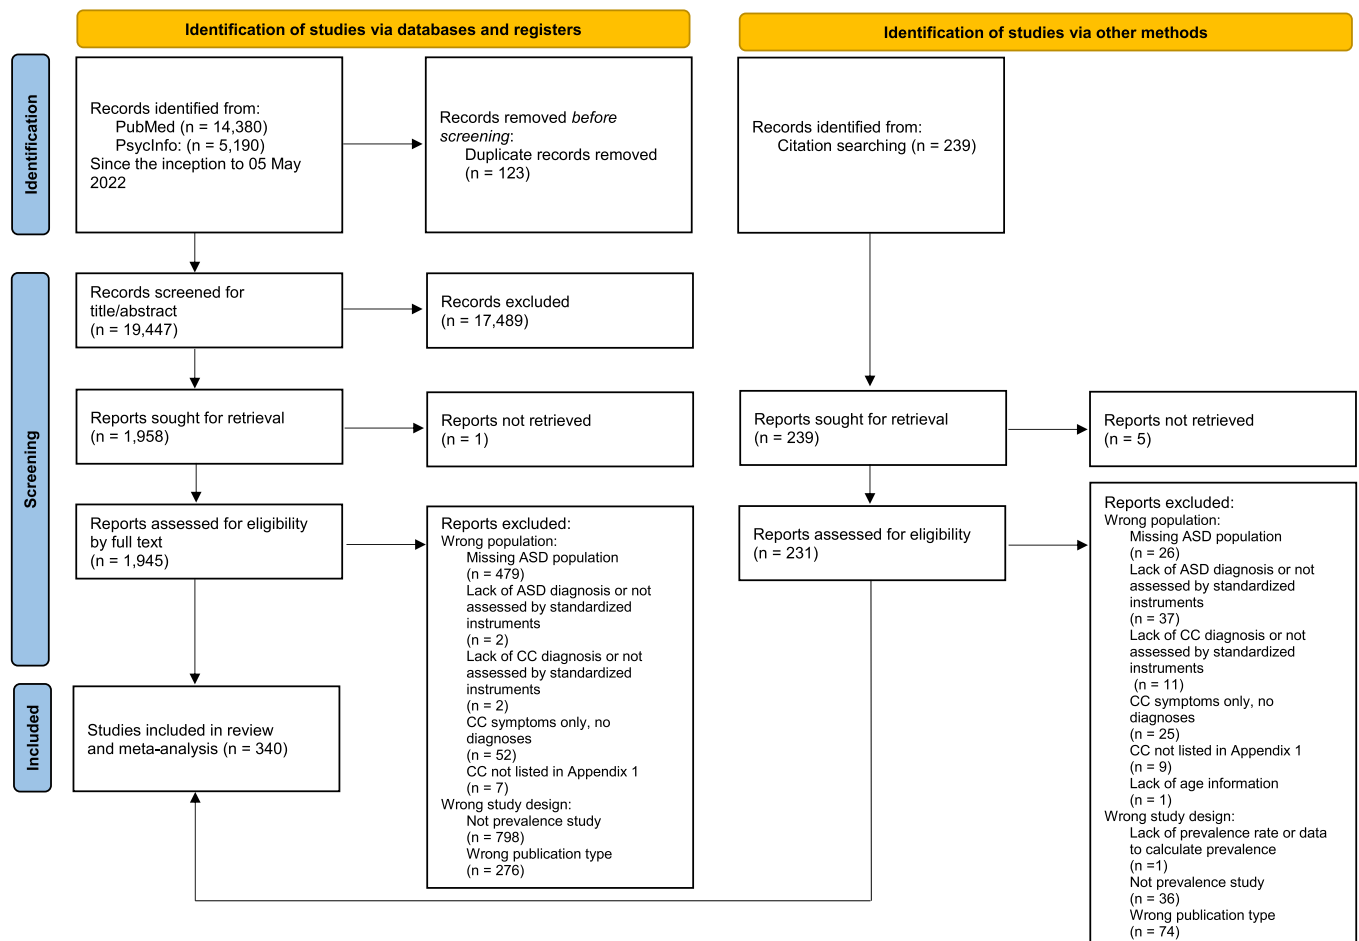 Identification of studies via databases and registers
Identification of studies via other methods
Identification
Records identified from:
PubMed (n = 14,380)
PsycInfo: (n = 5,190)
Since the inception to 05 May
2022
Records removed before
screening:
Duplicate records removed
(n = 123)
Records identified from:
Citation searching (n = 239)
Screening
Records screened for
title/abstract
(n = 19,447)
Records excluded
(n = 17,489)
Reports sought for retrieval
(n = 1,958)
Reports not retrieved
(n = 1)
Reports sought for retrieval
(n = 239)
Reports not retrieved
(n = 5)
Reports assessed for eligibility
by full text
(n = 1,945)
Reports excluded:
Wrong population:
Missing ASD population
(n = 479)
Lack of ASD diagnosis or not
assessed by standardized
instruments
(n = 2)
Lack of CC diagnosis or not
assessed by standardized
instruments
(n = 2)
CC symptoms only, no
diagnoses
(n = 52)
CC not listed in Appendix 1
(n = 7)
Wrong study design:
Not prevalence study
(n = 798)
Wrong publication type
(n = 276)
Reports assessed for eligibility
(n = 231)
Reports excluded:
Wrong population:
Missing ASD population
(n = 26)
Lack of ASD diagnosis or not
assessed by standardized
instruments
(n = 37)
Lack of CC diagnosis or not
assessed by standardized
instruments
(n = 11)
CC symptoms only, no
diagnoses
(n = 25)
CC not listed in Appendix 1
(n = 9)
Lack of age information
(n = 1)
Wrong study design:
Lack of prevalence rate or data
to calculate prevalence
(n =1)
Not prevalence study
(n = 36)
Wrong publication type
(n = 74)
Included
Studies included in review
and meta-analysis (n = 340)